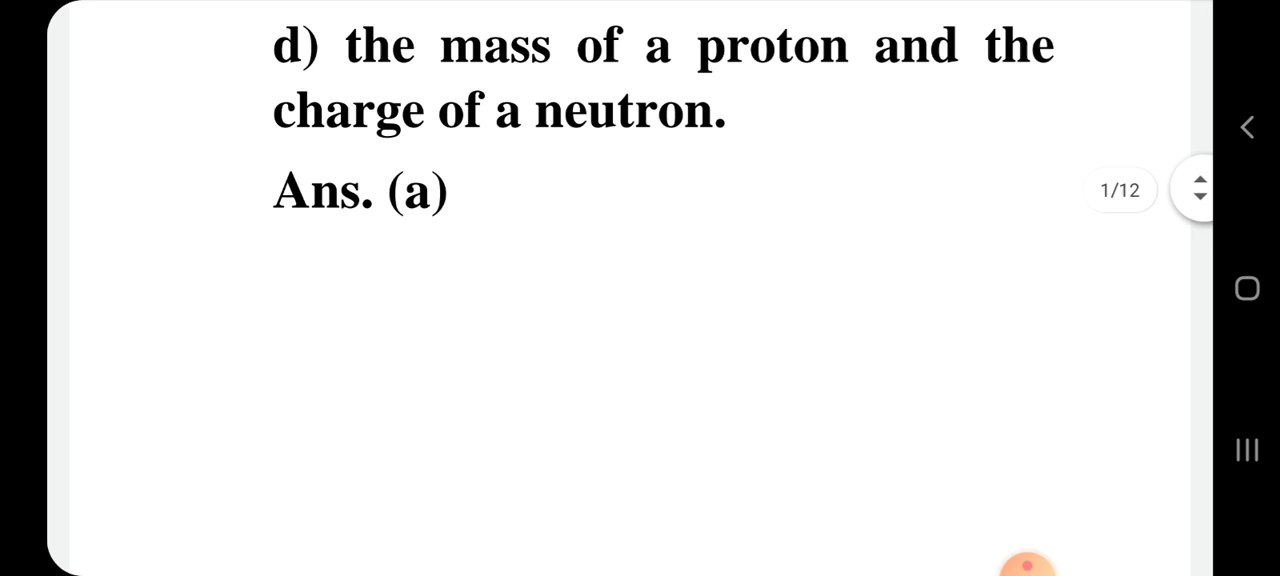 d) the mass of a proton and the
charge of a neutron.
Ans. (a)
1/12